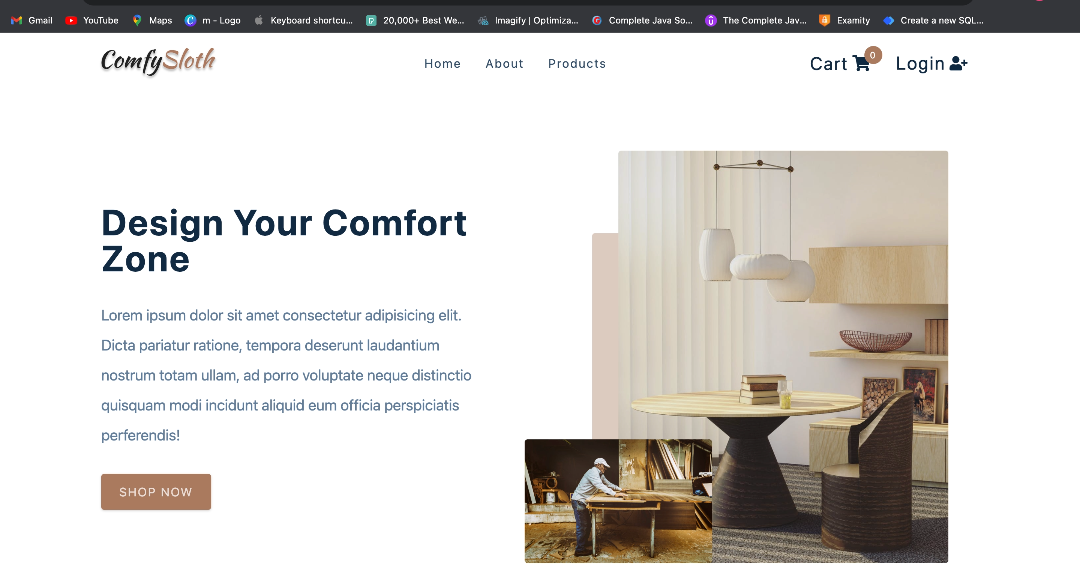 Gmail
YouTube
Maps
m - Logo
Keyboard shortcu...
20,000+ Best We...
Imagify | Optimiza...
Complete Java So...
The Complete Jav...
Examity
Create a new SQL...
ComfySloth
Home
About
Products
Cart
0
Login
Design Your Comfort
Zone
Lorem ipsum dolor sit amet consectetur adipisicing elit.
Dicta pariatur ratione, tempora deserunt laudantium
nostrum totam ullam, ad porro voluptate neque distinctio
quisquam modi incidunt aliquid eum officia perspiciatis
perferendis!
SHOP NOW